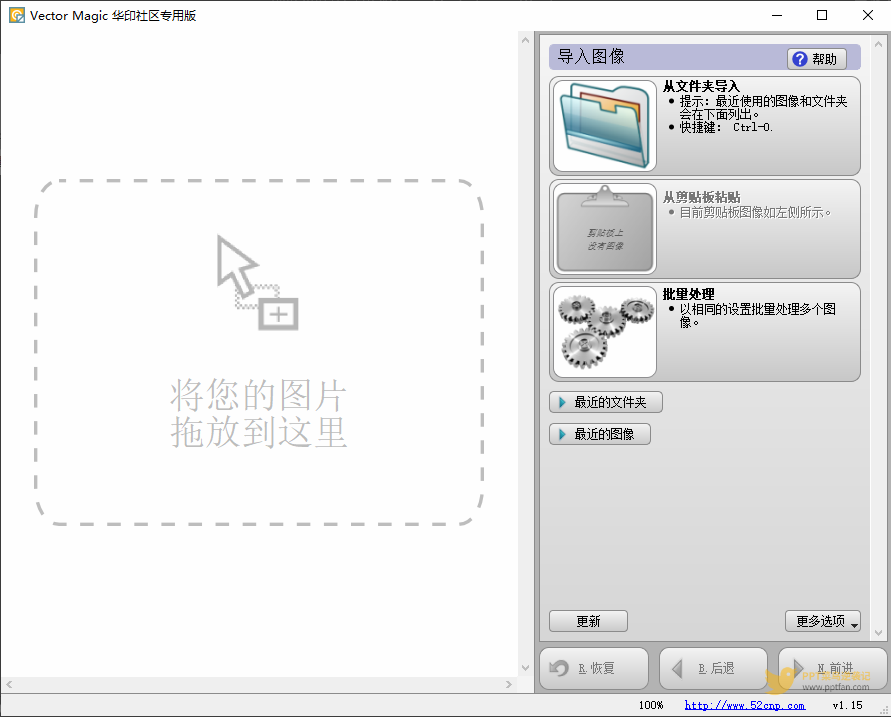 Vector Magic 华印社区专用版
将您的图片
拖放到这里
导入图像
帮助
从文件夹导入
提示：最近使用的图像和文件夹
会在下面列出。
快捷键： Ctrl-O.
从剪贴板粘贴
目前剪贴板图像如左侧所示。
剪贴板上
没有图像
批量处理
以相同的设置批量处理多个图
像。
最近的文件夹
最近的图像
更新
更多选项
R.恢复
B.后退
N.前进
www.pptfan.com
100%
http://www.52cnp.com
v1.15